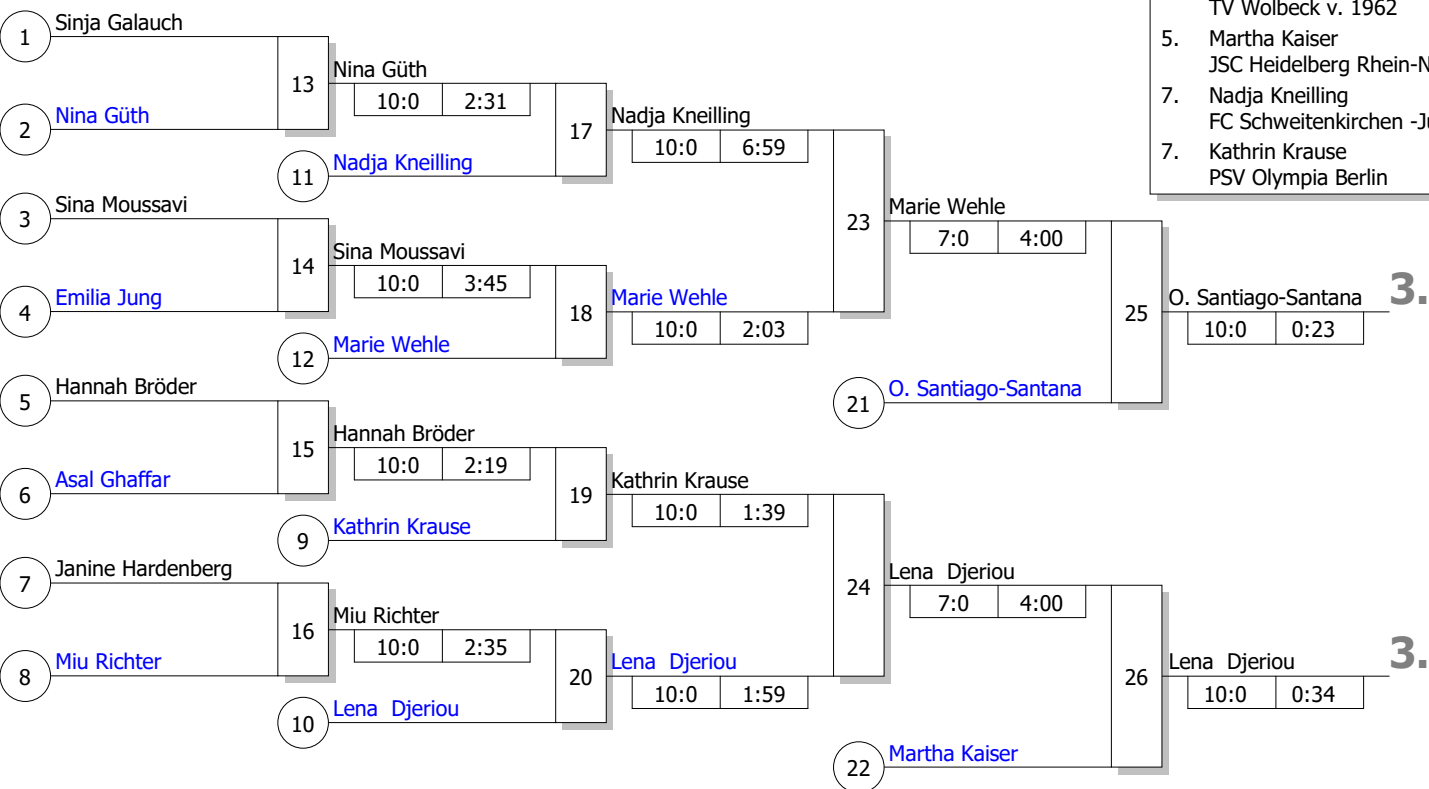 TV Wolbeck v. 1962
5. Martha Kaiser
JSC Heidelberg Rhein-N
7. Nadja Kneilling
FC Schweitenkirchen -Ju
7. Kathrin Krause
PSV Olympia Berlin
1 Sinja Galauch
2 Nina Güth
13 Nina Güth
10:0 2:31
11 Nadja Kneilling
17 Nadja Kneilling
10:0 6:59
3 Sina Moussavi
4 Emilia Jung
14 Sina Moussavi
10:0 3:45
12 Marie Wehle
18 Marie Wehle
10:0 2:03
23 Marie Wehle
7:0 4:00
21 O. Santiago-Santana
25 O. Santiago-Santana 3.
10:0 0:23
5 Hannah Bröder
6 Asal Ghaffar
15 Hannah Bröder
10:0 2:19
9 Kathrin Krause
19 Kathrin Krause
10:0 1:39
7 Janine Hardenberg
8 Miu Richter
16 Miu Richter
10:0 2:35
10 Lena Djeriou
20 Lena Djeriou
10:0 1:59
24 Lena Djeriou
7:0 4:00
22 Martha Kaiser
26 Lena Djeriou 3.
10:0 0:34